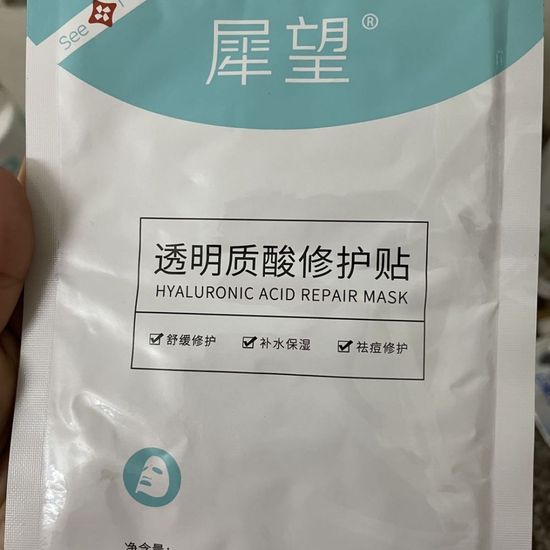 See
犀望®
透明质酸修护贴
HYALURONIC ACID REPAIR MASK
舒缓修护 补水保湿 祛痘修护
净含量: